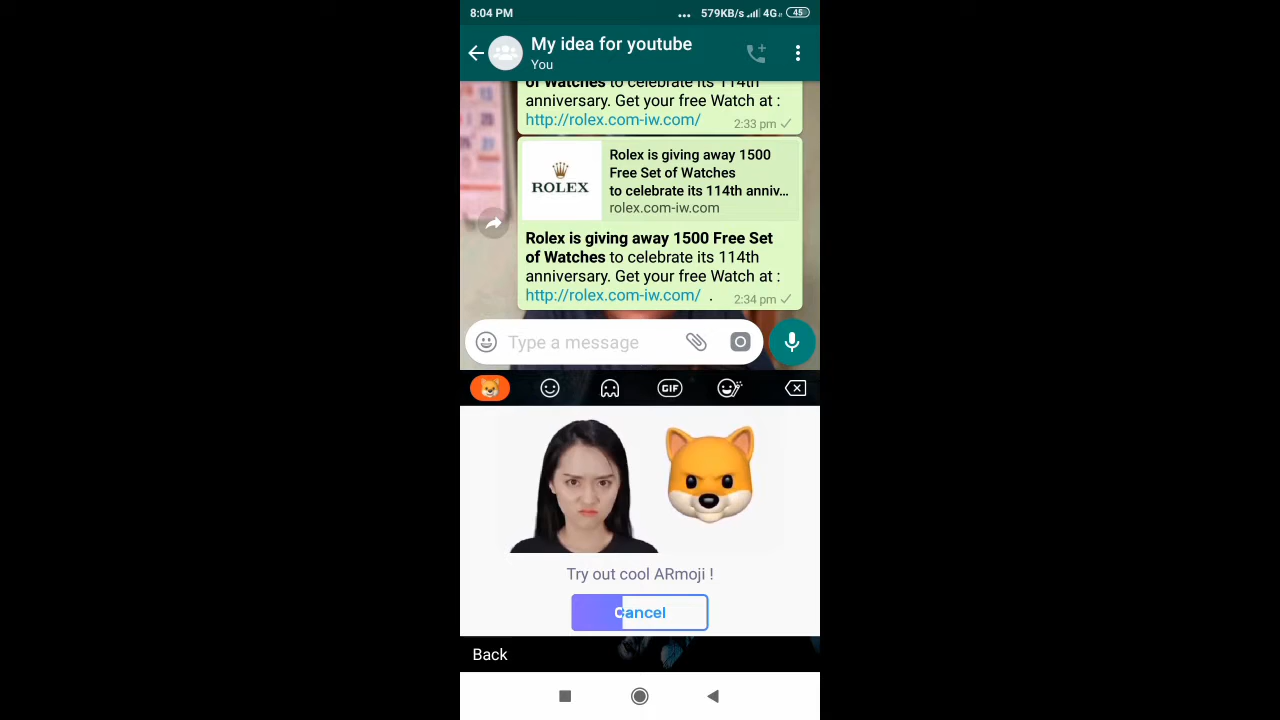 8:04 PM
... 579KB/s 4G 45
My idea for youtube
You
of Watches to celebrate its 114th
anniversary. Get your free Watch at :
http://rolex.com-iw.com/
2:33 pm
ROLEX
Rolex is giving away 1500
Free Set of Watches
to celebrate its 114th anniv...
rolex.com-iw.com
Rolex is giving away 1500 Free Set
of Watches to celebrate its 114th
anniversary. Get your free Watch at :
http://rolex.com-iw.com/ .
2:34 pm
Type a message
GIF
Try out cool ARmoji !
Cancel
Back